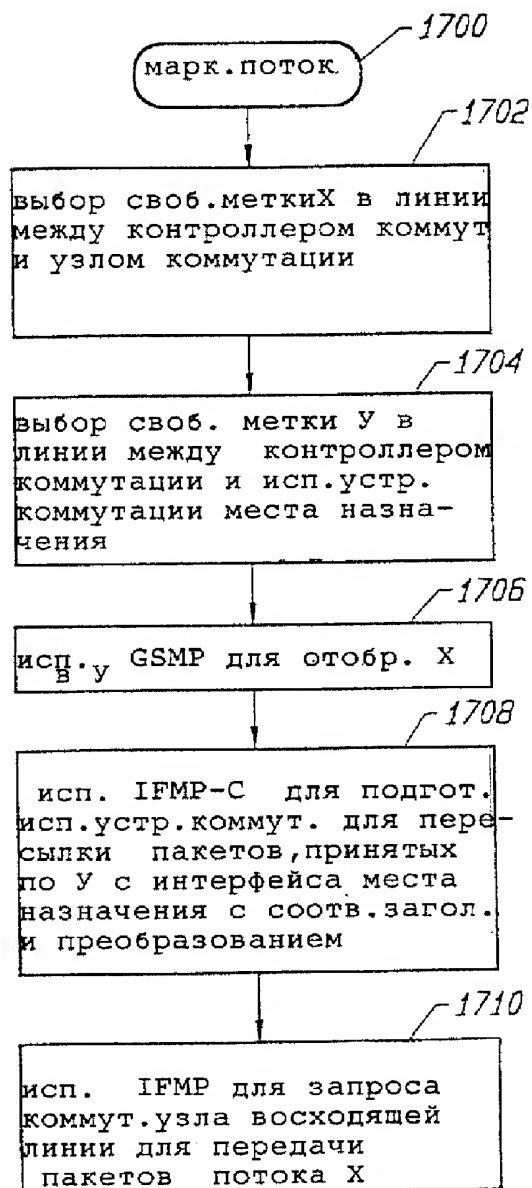 1700
марк.поток.
1702
выбор своб.меткиХ в линии
между контроллером коммут
и узлом коммутации
1704
выбор своб. метки У в
линии между контроллером
коммутации и исп.устр.
коммутации места назна-
чения
1706
исп. в У GSMP для отобр. Х
1708
исп. IFMP-C для подгот.
исп.устр.коммут. для пере-
сылки пакетов,принятых
по У с интерфейса места
назначения с соотв.загол.
и преобразованием
1710
исп. IFMP для запроса
коммут.узла восходящей
линии для передачи
пакетов потока Х